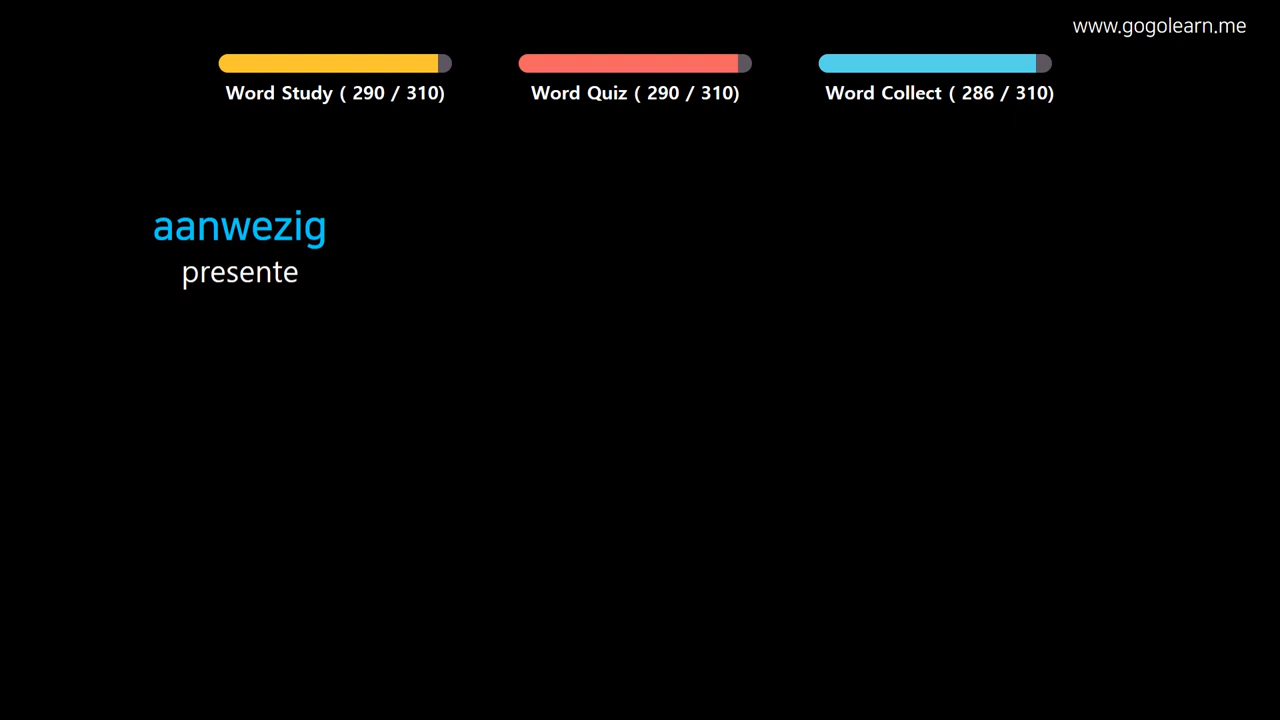 www.gogolearn.me
Word Study ( 290 / 310)
Word Quiz ( 290 / 310)
Word Collect ( 286 / 310)
aanwezig
presente